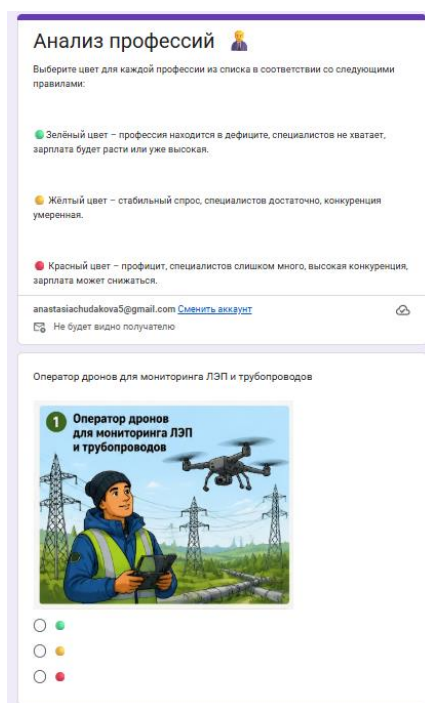 Анализ профессий
Выберите цвет для каждой профессии из списка в соответствии со следующими
правилами:
Зелёный цвет – профессия находится в дефиците, специалистов не хватает,
зарплата будет расти или уже высокая.
Жёлтый цвет – стабильный спрос, специалистов достаточно, конкуренция
умеренная.
Красный цвет – профицит, специалистов слишком много, высокая конкуренция,
зарплата может снижаться.
anastasiachudakova5@gmail.com Сменить аккаунт
Не будет видно получателю
Оператор дронов для мониторинга ЛЭП и трубопроводов
1 Оператор дронов
для мониторинга ЛЭП
и трубопроводов